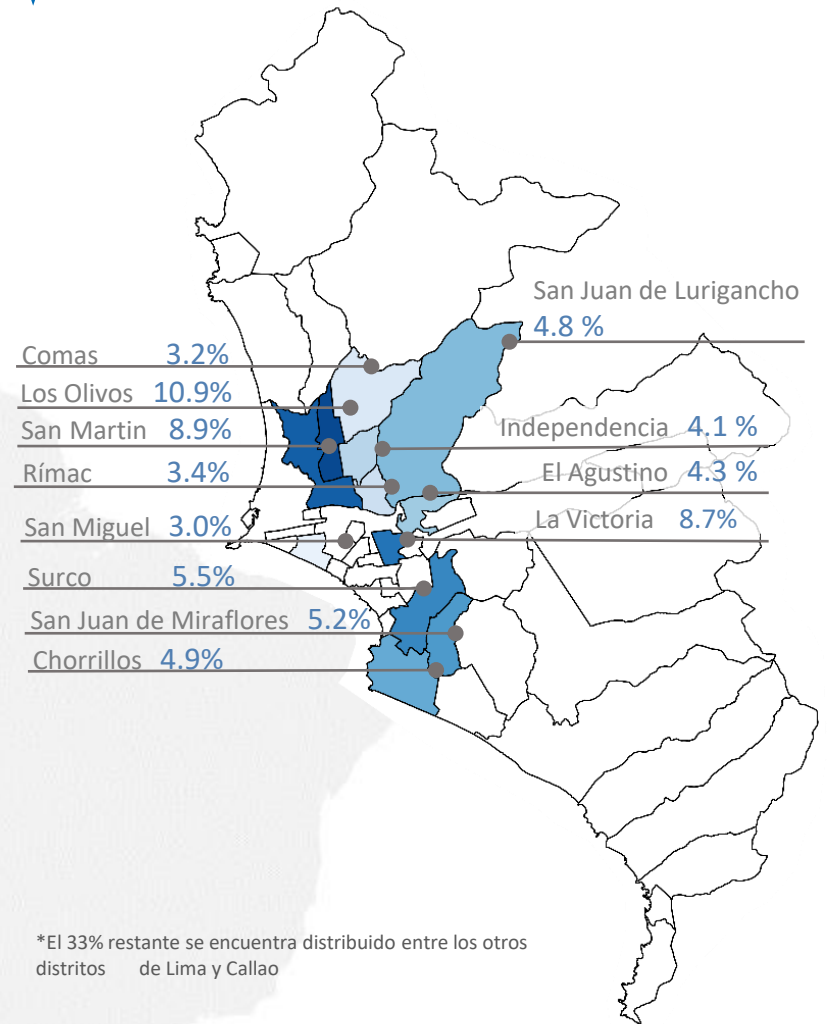 San Juan de Lurigancho
4.8 %
Comas 3.2%
Los Olivos 10.9%
San Martin 8.9%
Independencia 4.1 %
Rímac 3.4%
El Agustino 4.3 %
San Miguel 3.0%
La Victoria 8.7%
Surco 5.5%
San Juan de Miraflores 5.2%
Chorrillos 4.9%
*El 33% restante se encuentra distribuido entre los otros
distritos de Lima y Callao